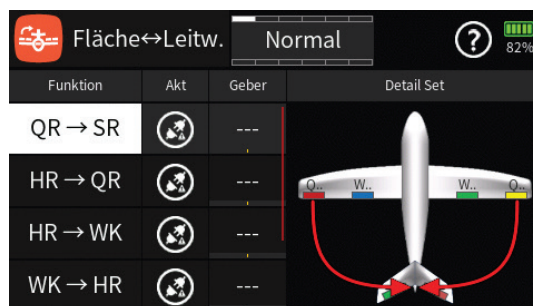 Fläche↔Leitw.
Normal
?
82%
Funktion Akt Geber Detail Set
QR → SR ---
HR → QR ---
HR → WK ---
WK → HR ---
Q.. W.. W.. Q..